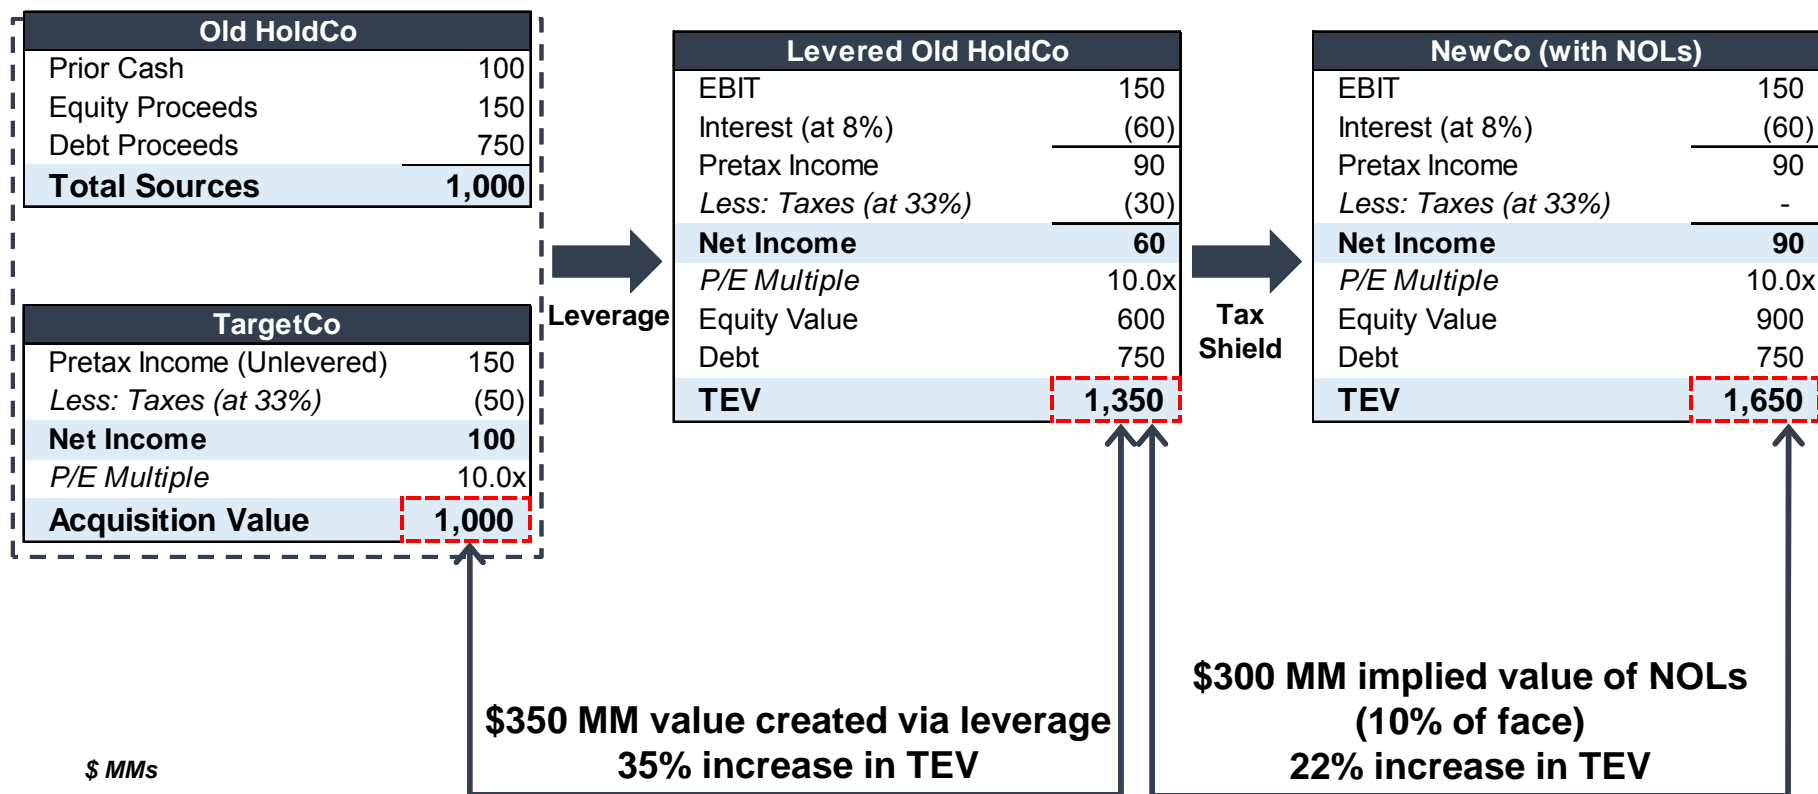 Old HoldCo
Prior Cash 100
Equity Proceeds 150
Debt Proceeds 750
Total Sources 1,000
TargetCo
Pretax Income (Unlevered) 150
Less: Taxes (at 33%) (50)
Net Income 100
P/E Multiple 10.0x
Acquisition Value 1,000
Leverage
Levered Old HoldCo
EBIT 150
Interest (at 8%) (60)
Pretax Income 90
Less: Taxes (at 33%) (30)
Net Income 60
P/E Multiple 10.0x
Equity Value 600
Debt 750
TEV 1,350
Tax
Shield
NewCo (with NOLs)
EBIT 150
Interest (at 8%) (60)
Pretax Income 90
Less: Taxes (at 33%) -
Net Income 90
P/E Multiple 10.0x
Equity Value 900
Debt 750
TEV 1,650
$350 MM value created via leverage
35% increase in TEV
$300 MM implied value of NOLs
(10% of face)
22% increase in TEV
$ MMs